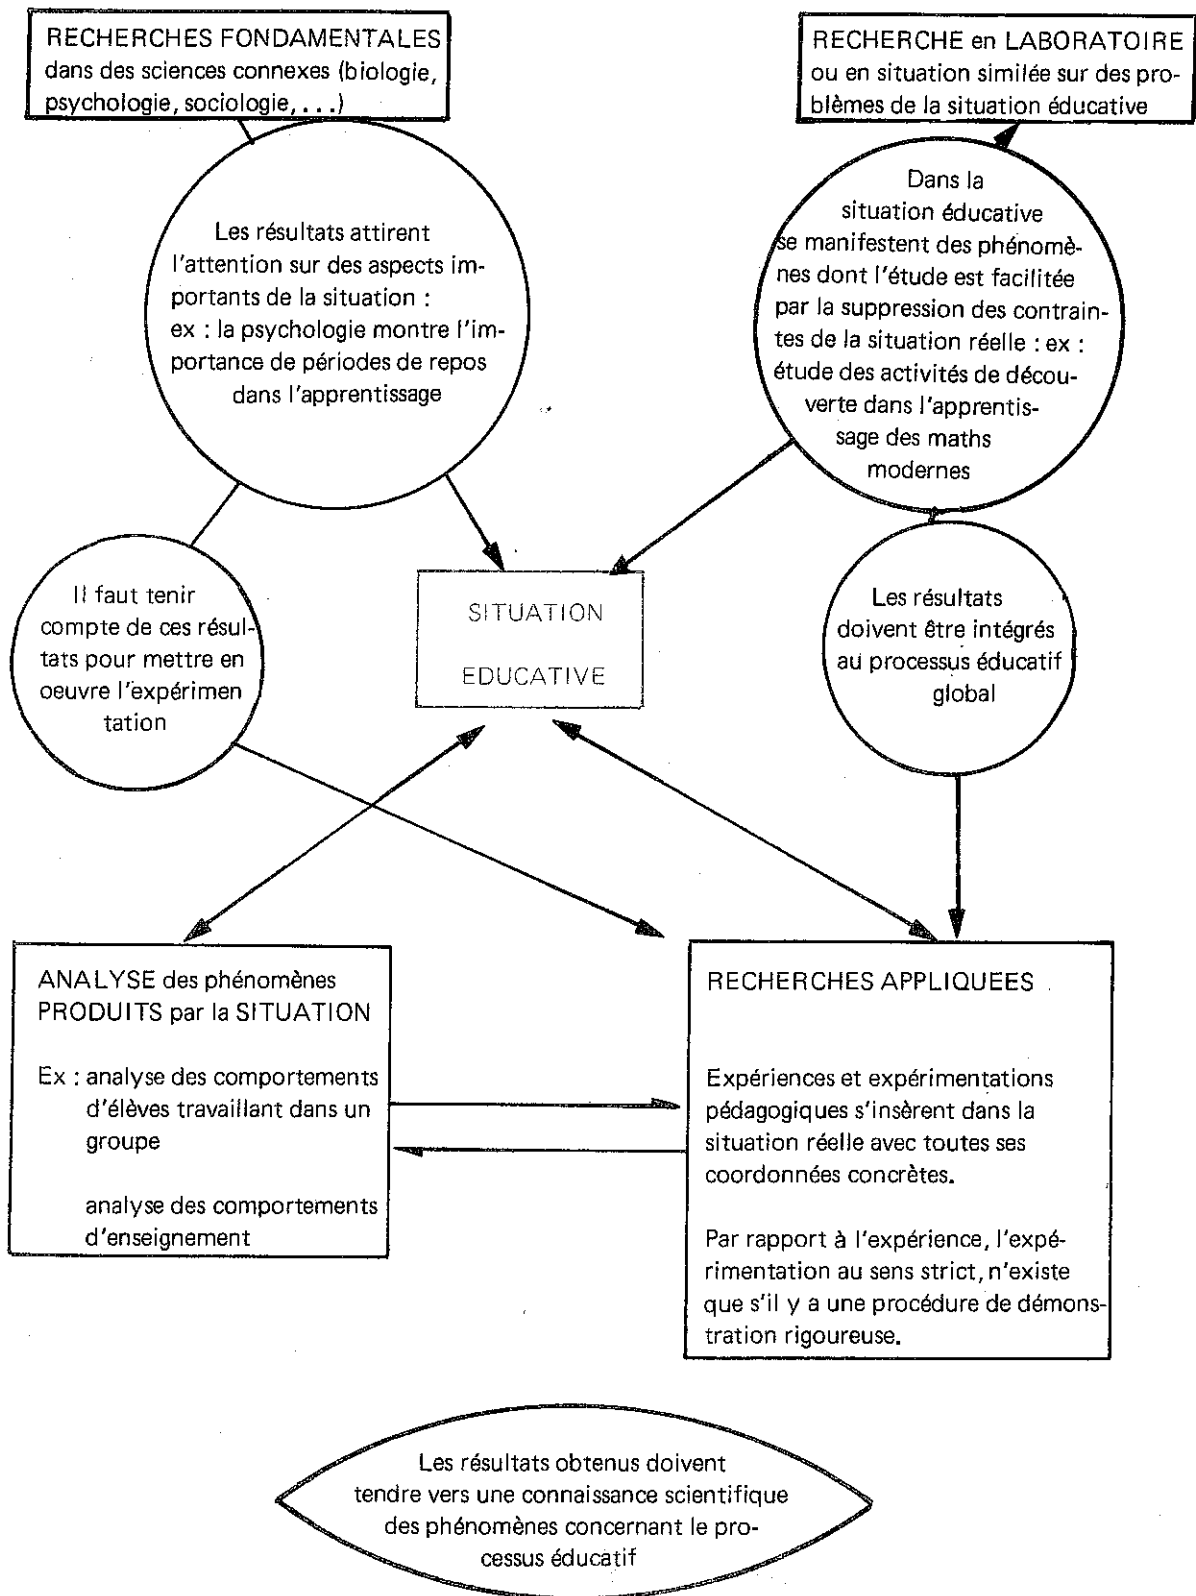 RECHERCHES FONDAMENTALES
dans des sciences connexes (biologie,
psychologie, sociologie, . . .)
RECHERCHE en LABORATOIRE
ou en situation similée sur des pro-
blèmes de la situation éducative
Les résultats attirent
l'attention sur des aspects im-
portants de la situation :
ex : la psychologie montre l'im-
portance de périodes de repos
dans l'apprentissage
Dans la
situation éducative
se manifestent des phénomè-
nes dont l'étude est facilitée
par la suppression des contrain-
tes de la situation réelle : ex :
étude des activités de décou-
verte dans l'apprentis-
sage des maths
modernes
Il faut tenir
compte de ces résul-
tats pour mettre en
oeuvre l'expérimen
tation
SITUATION
EDUCATIVE
Les résultats
doivent être intégrés
au processus éducatif
global
ANALYSE des phénomènes
PRODUITS par la SITUATION
Ex : analyse des comportements
d'élèves travaillant dans un
groupe
analyse des comportements
d'enseignement
RECHERCHES APPLIQUEES
Expériences et expérimentations
pédagogiques s'insèrent dans la
situation réelle avec toutes ses
coordonnées concrètes.
Par rapport à l'expérience, l'expé-
rimentation au sens strict, n'existe
que s'il y a une procédure de démons-
tration rigoureuse.
Les résultats obtenus doivent
tendre vers une connaissance scientifique
des phénomènes concernant le pro-
cessus éducatif